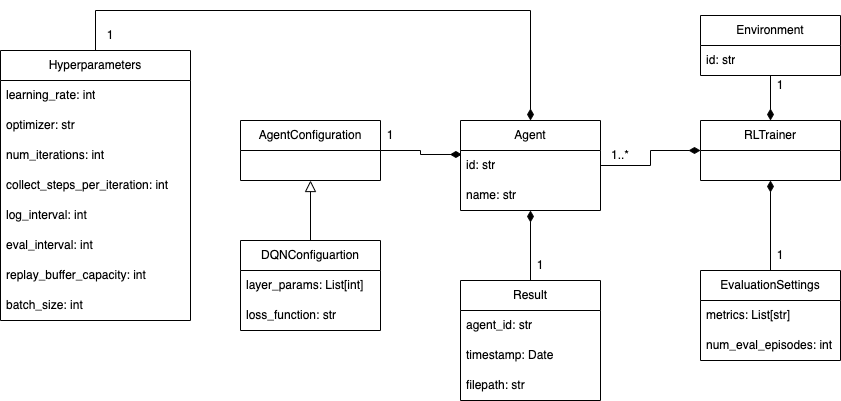 1
Hyperparameters
learning_rate: int
optimizer: str
num_iterations: int
collect_steps_per_iteration: int
log_interval: int
eval_interval: int
replay_buffer_capacity: int
batch_size: int
AgentConfiguration
1
DQNConfiguartion
layer_params: List[int]
loss_function: str
Agent
id: str
name: str
1..*
1
Result
agent_id: str
timestamp: Date
filepath: str
Environment
id: str
1
RLTrainer
1
EvaluationSettings
metrics: List[str]
num_eval_episodes: int